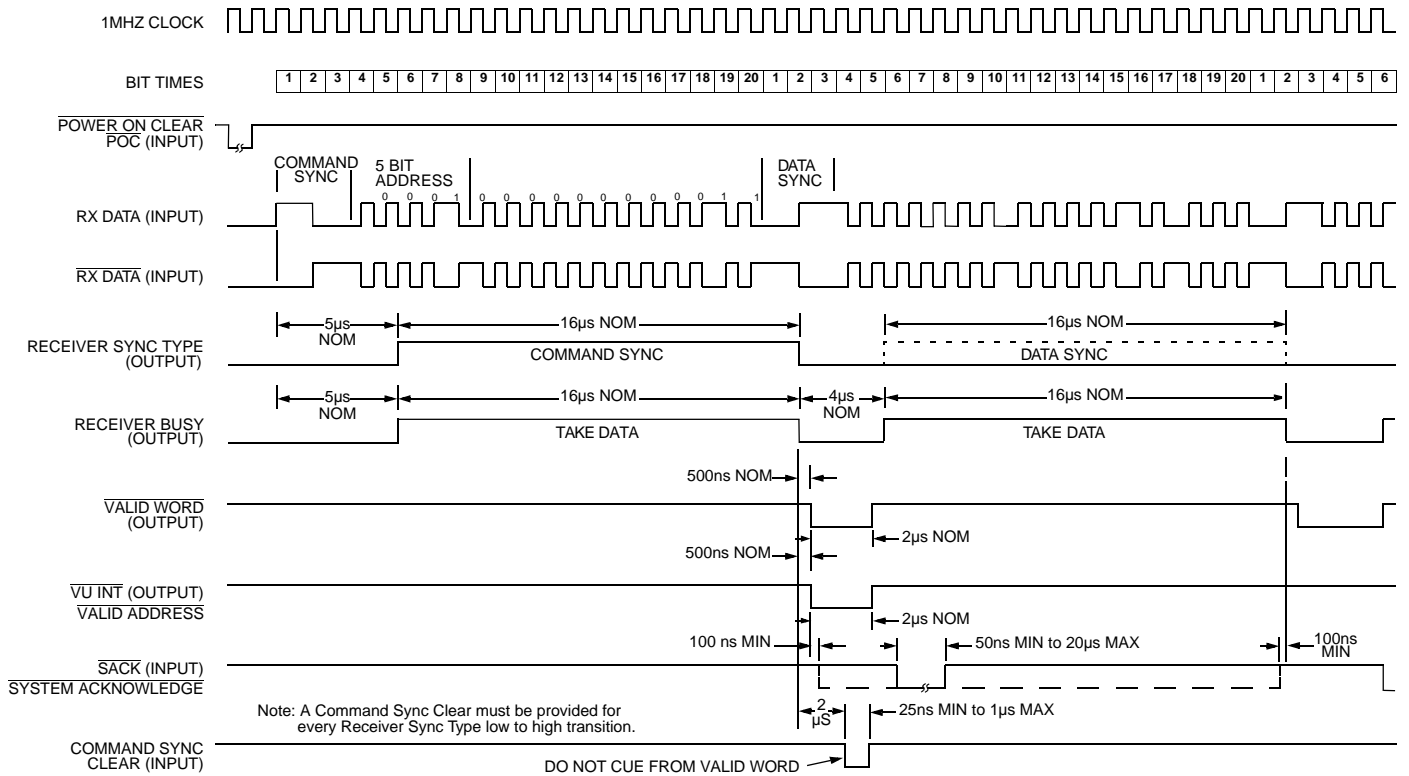 1MHZ CLOCK
BIT TIMES 1 2 3 4 5 6 7 8 9 10 11 12 13 14 15 16 17 18 19 20 1 2 3 4 5 6 7 8 9 10 11 12 13 14 15 16 17 18 19 20 1 2 3 4 5 6
POWER ON CLEAR
POC (INPUT)
COMMAND
SYNC
5 BIT
ADDRESS
DATA
SYNC
0 0 0 1 0 0 0 0 0 0 0 0 0 1 1
RX DATA (INPUT)
RX DATA (INPUT)
5µs
NOM
16µs NOM
16µs NOM
RECEIVER SYNC TYPE
(OUTPUT)
COMMAND SYNC
DATA SYNC
5µs
NOM
16µs NOM
4µs
NOM
16µs NOM
RECEIVER BUSY
(OUTPUT)
TAKE DATA
TAKE DATA
500ns NOM
VALID WORD
(OUTPUT)
2µs NOM
500ns NOM
VU INT (OUTPUT)
VALID ADDRESS
2µs NOM
100 ns MIN
50ns MIN to 20µs MAX
100ns
MIN
SACK (INPUT)
SYSTEM ACKNOWLEDGE
Note: A Command Sync Clear must be provided for
every Receiver Sync Type low to high transition.
2
µS
25ns MIN to 1µs MAX
COMMAND SYNC
CLEAR (INPUT)
DO NOT CUE FROM VALID WORD